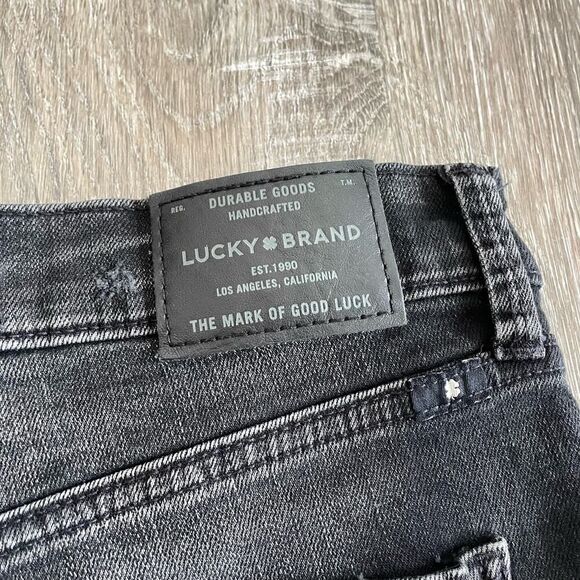 REG. DURABLE GOODS T.M.
HANDCRAFTED
LUCKY BRAND
EST.1990
LOS ANGELES, CALIFORNIA
THE MARK OF GOOD LUCK